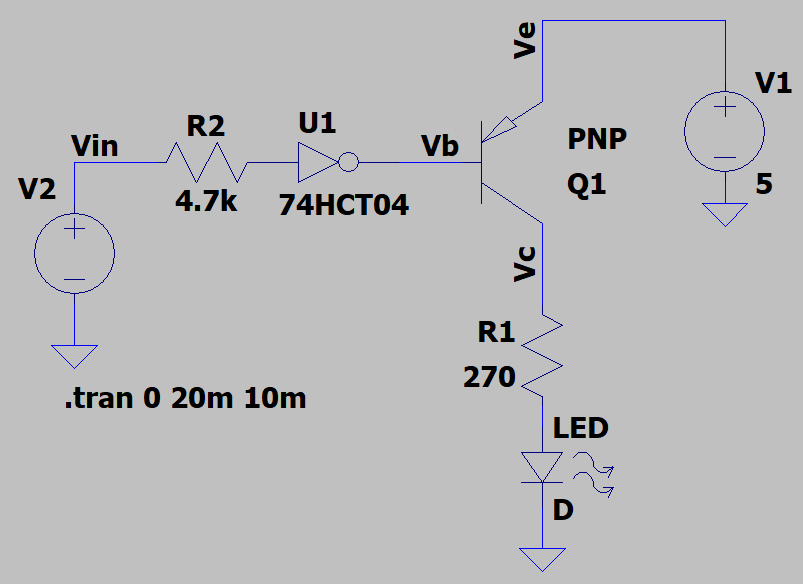 Ve
V1
R2
U1
Vin
Vb
PNP
V2
Q1
5
4.7k
74HCT04
Vc
R1
270
.tran 0 20m 10m
LED
D